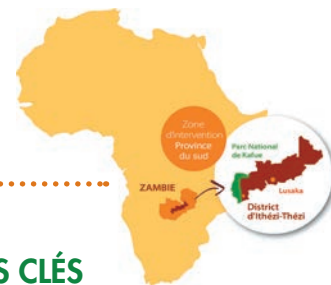 Zone
d'intervention
Province
du sud
Parc National
de Kafue
Lusaka
District
d'Ithézi-Thézi
ZAMBIE
S CLÉS